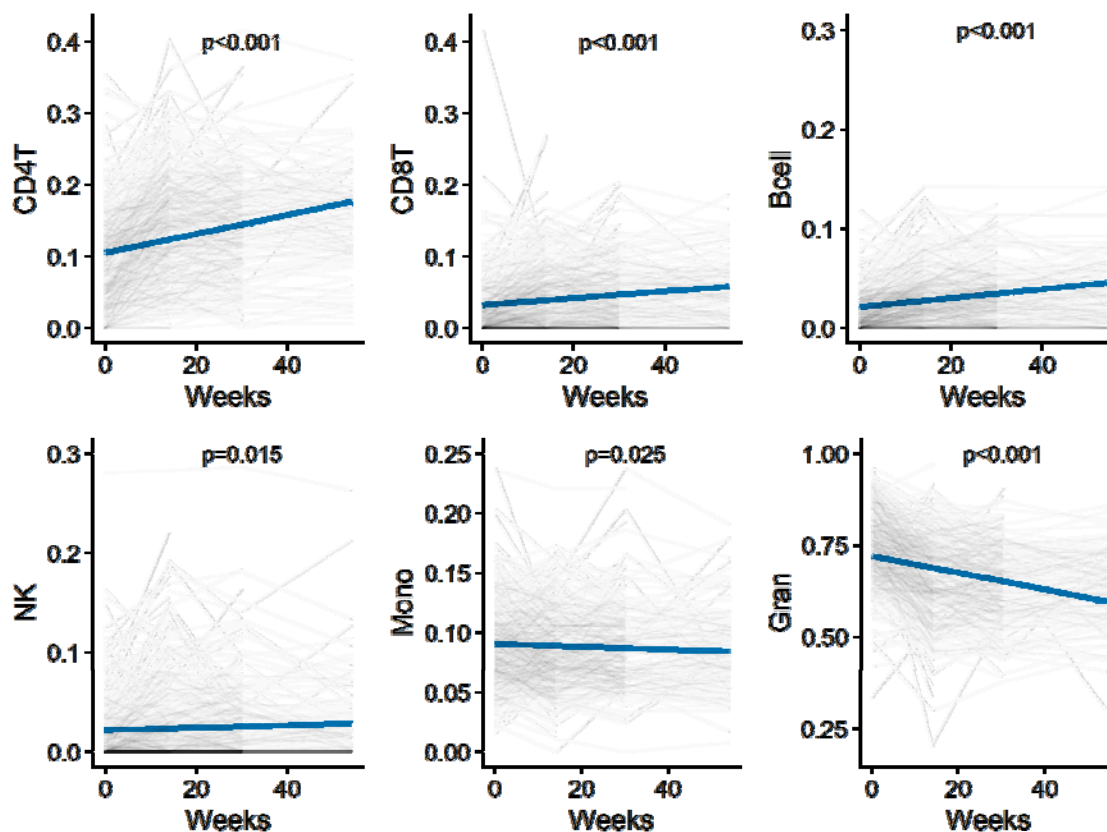 p<0.001
0.4
0.3
0.2
0.1
0.0
CD4T
0 20 40
Weeks
p<0.001
0.4
0.3
0.2
0.1
0.0
CD8T
0 20 40
Weeks
p<0.001
0.3
0.2
0.1
0.0
Bcell
0 20 40
Weeks
p=0.015
0.3
0.2
0.1
0.0
NK
0 20 40
Weeks
p=0.025
0.25
0.20
0.15
0.10
0.05
0.00
Mono
0 20 40
Weeks
p<0.001
1.00
0.75
0.50
0.25
Gran
0 20 40
Weeks